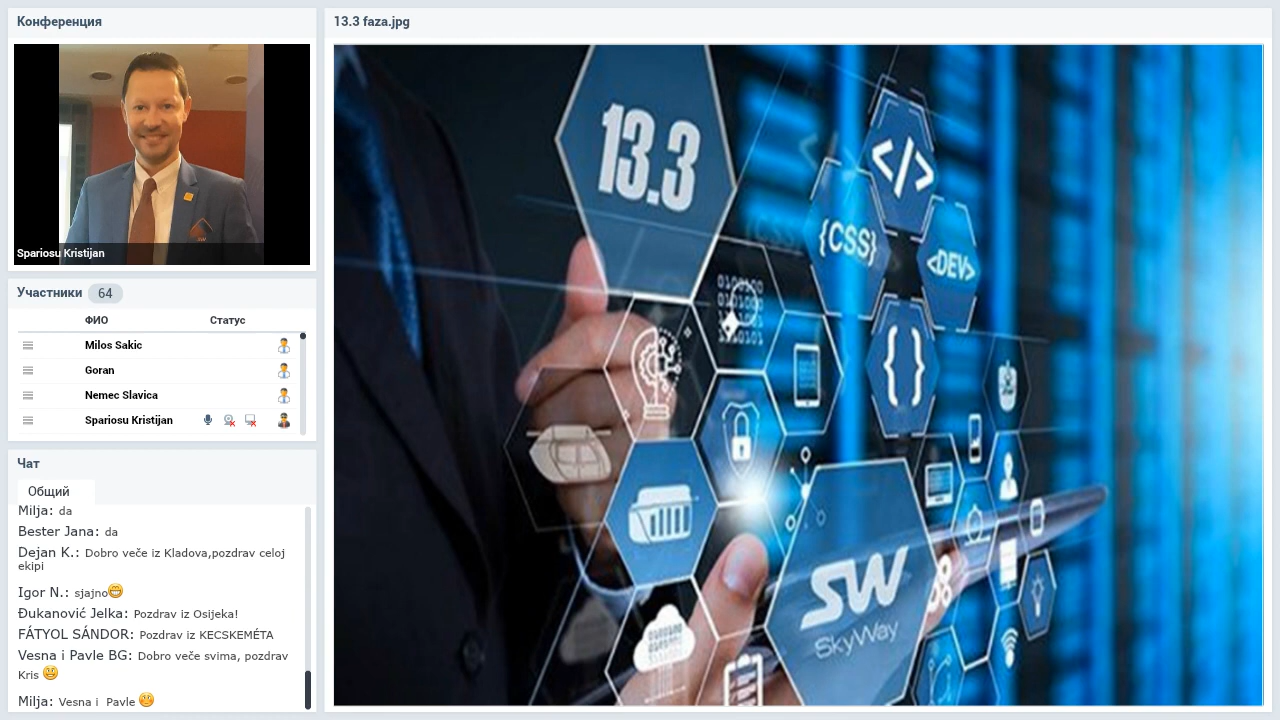 Конференция
Spariosu Kristijan
Участники 64
ФИО Статус
Milos Sakic
Goran
Nemec Slavica
Spariosu Kristijan
Чат
Общий
Milja: da
Bester Jana: da
Dejan K.: Dobro veče iz Kladova,pozdrav celoj
ekipi
Igor N.: sjajno
Đukanović Jelka: Pozdrav iz Osijeka!
FÁTYOL SÁNDOR: Pozdrav iz KECSKEMÉTA
Vesna i Pavle BG: Dobro veče svima, pozdrav
Kris
Milja: Vesna i Pavle
13.3 faza.jpg
13.3
</>
{CSS}
<DEV>
{ }
SW
SkyWay